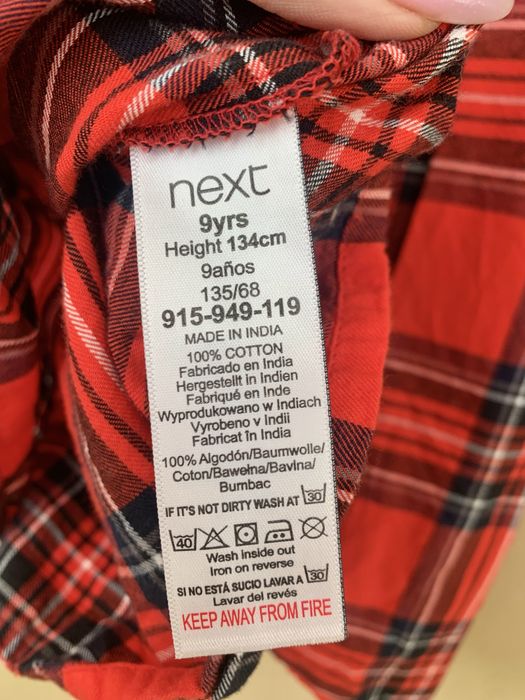 next
9yrs
Height 134cm
9años
135/68
915-949-119
MADE IN INDIA
100% COTTON
Fabricado en India
Hergestellt in Indien
Fabriqué en Inde
Wyprodukowano w Indiach
Vyrobeno v Indii
Fabricat în India
100% Algodón/Baumwolle/
Coton/Bawełna/Bavlna/
Bumbac
IF IT'S NOT DIRTY WASH AT 30
40
Wash inside out
Iron on reverse
SI NO ESTÁ SUCIO LAVAR A 30
Lavar del revés
KEEP AWAY FROM FIRE